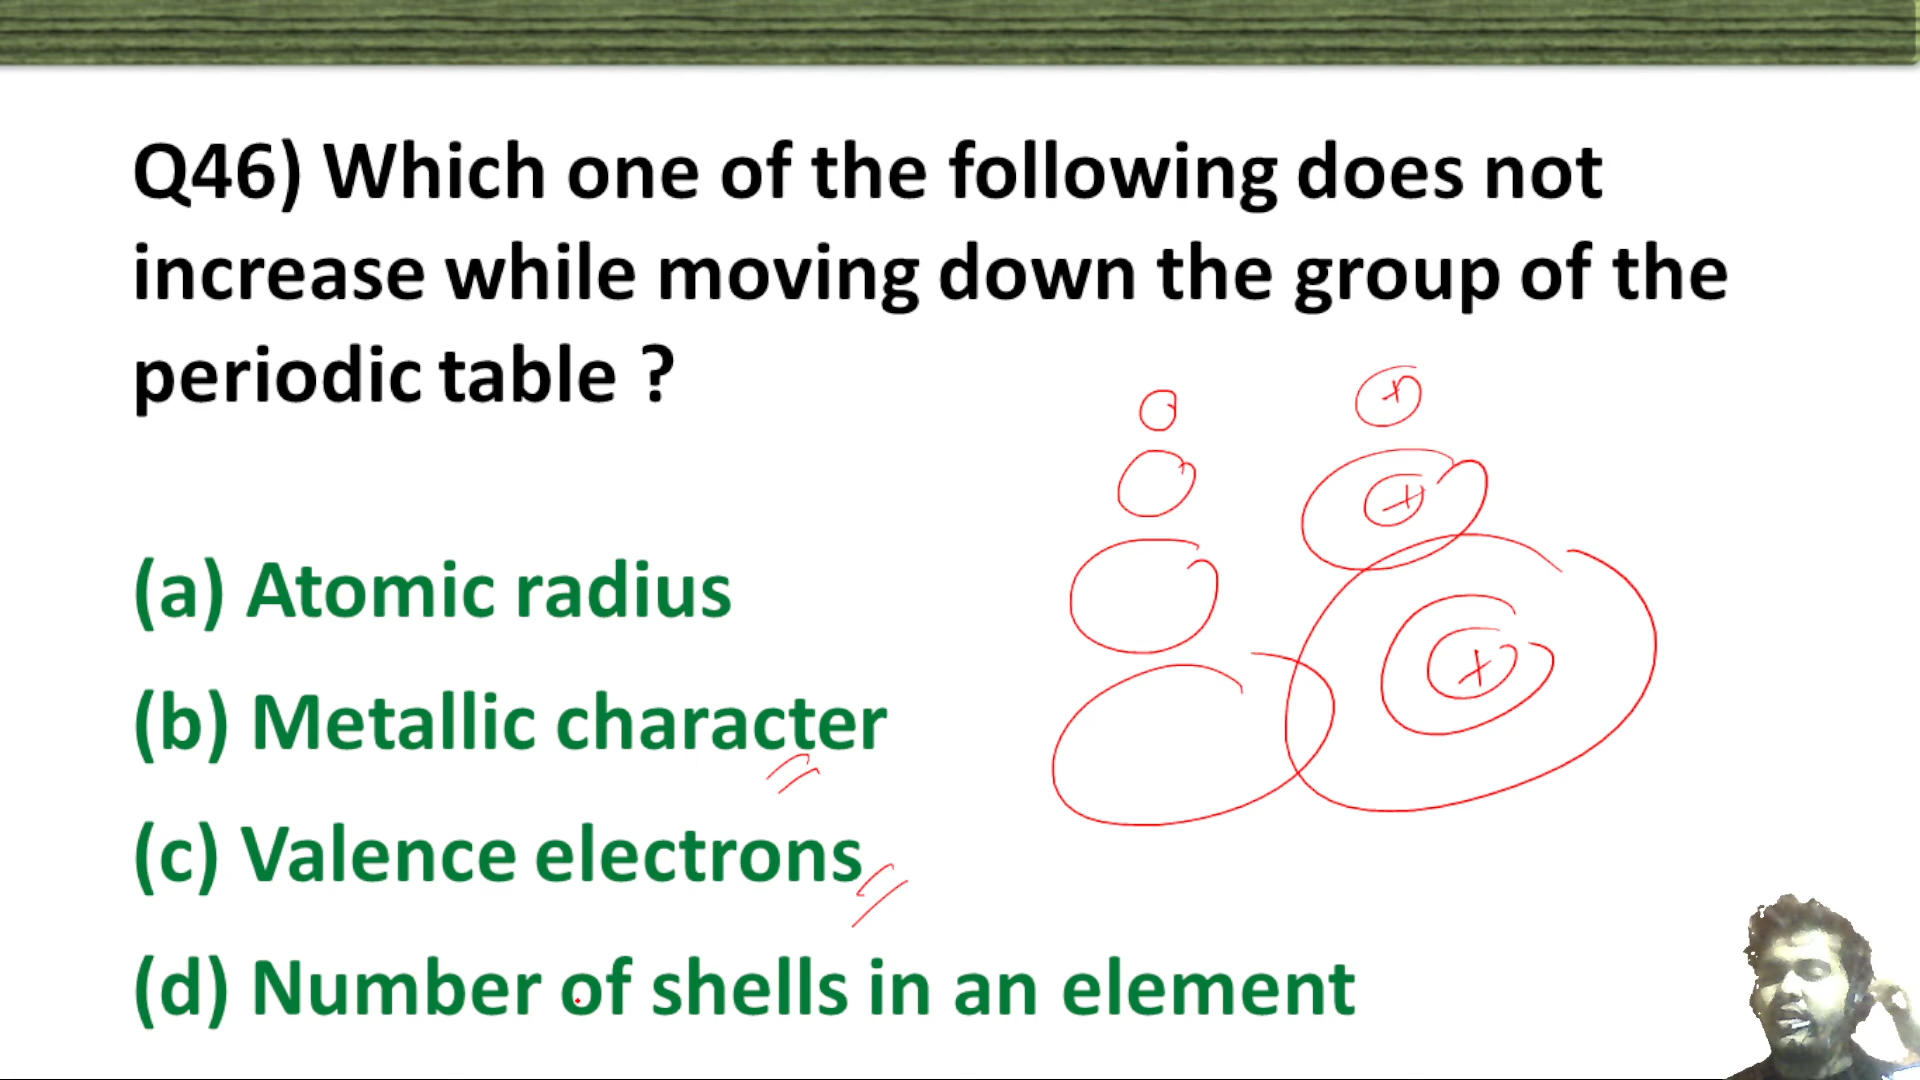 Q46) Which one of the following does not
increase while moving down the group of the
periodic table ?
(a) Atomic radius
(b) Metallic character
(c) Valence electrons
(d) Number of shells in an element